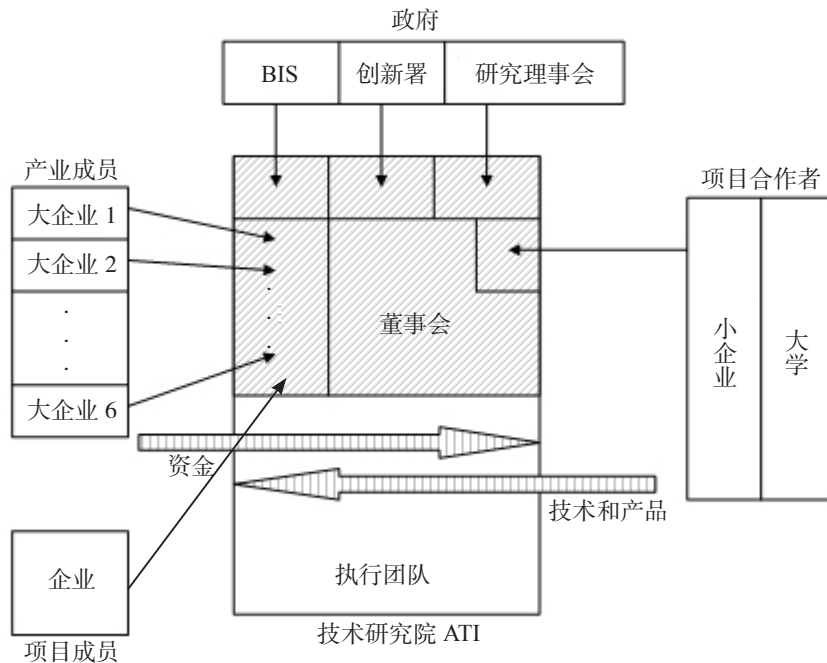 政府
BIS
创新署
研究理事会
产业成员
大企业 1
大企业 2
大企业 6
项目合作者
小企业
大学
董事会
资金
技术和产品
企业
项目成员
执行团队
技术研究院 ATI